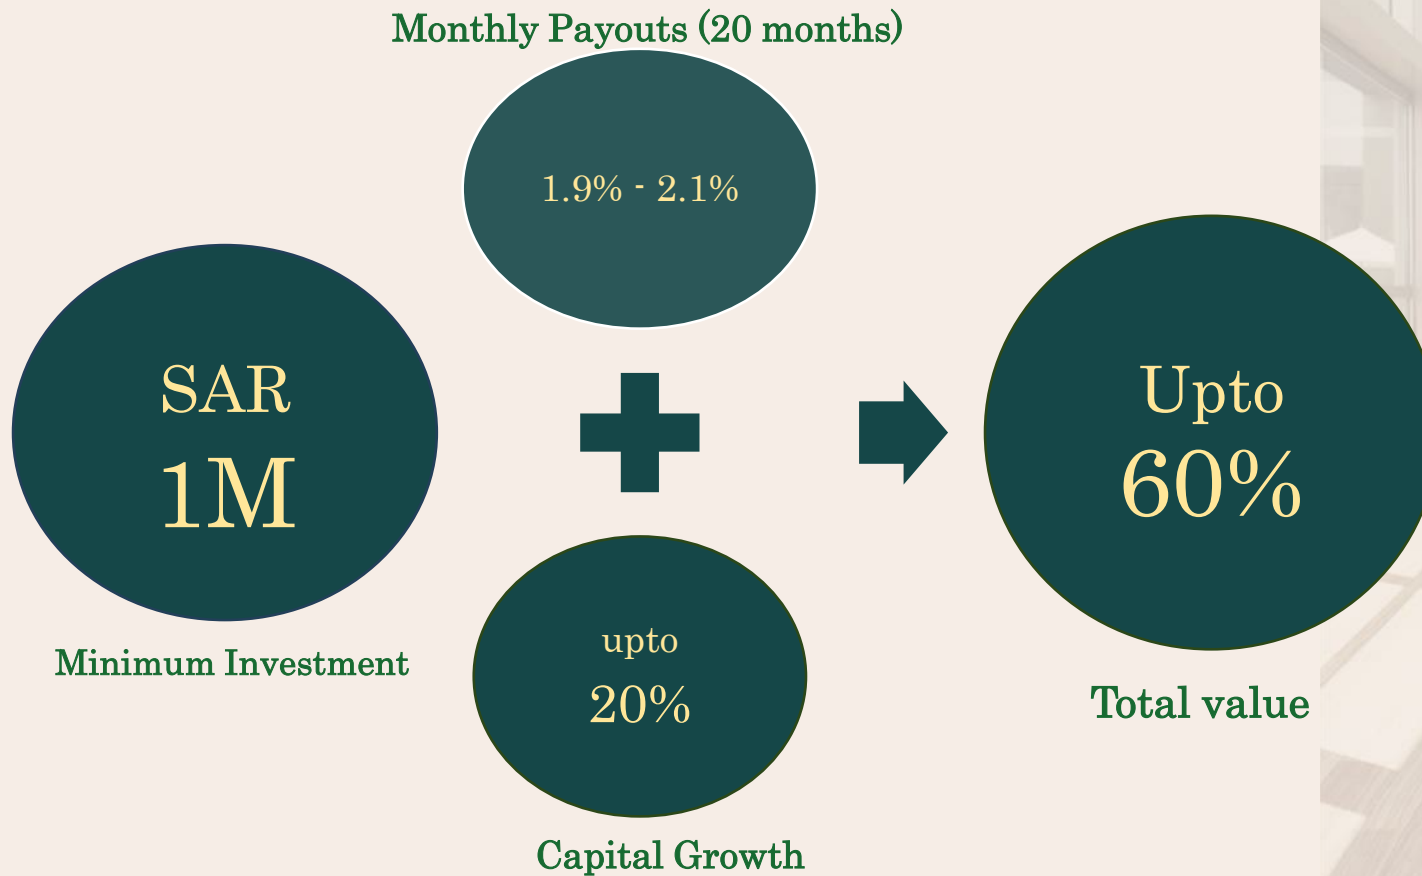 Monthly Payouts (20 months)
1.9% - 2.1%
SAR
1M
Minimum Investment
upto
20%
Capital Growth
Upto
60%
Total value